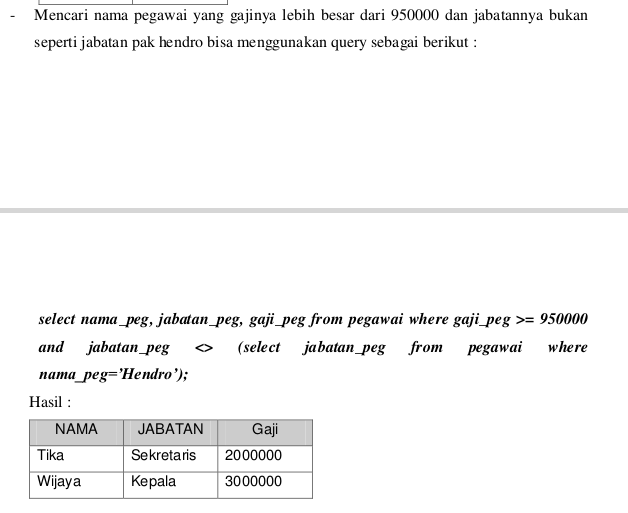 - Mencari nama pegawai yang gajinya lebih besar dari 950000 dan jabatannya bukan
seperti jabatan pak hendro bisa menggunakan query sebagai berikut :
select nama_peg, jabatan_peg, gaji_peg from pegawai where gaji_peg >= 950000
and jabatan_peg <> (select jabatan_peg from pegawai where
nama_peg='Hendro');
Hasil :
NAMA JABATAN Gaji
Tika Sekretaris 2000000
Wijaya Kepala 3000000